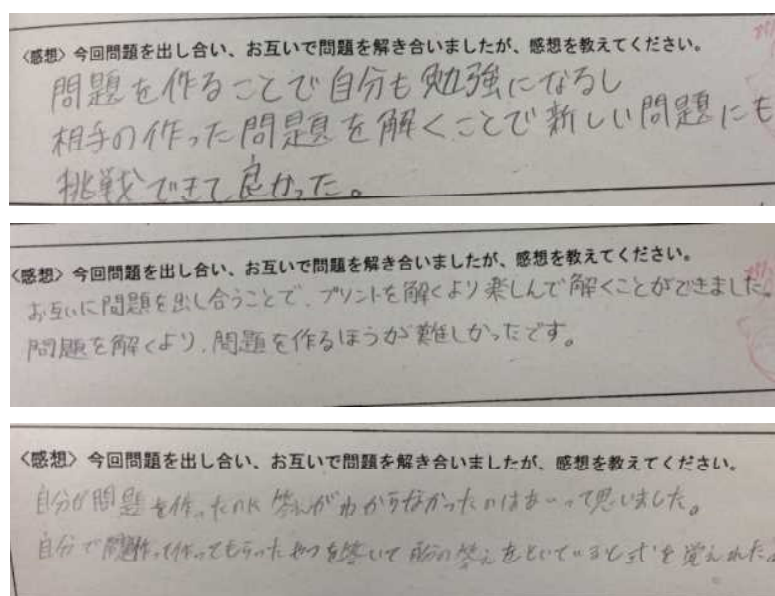 〈感想〉今回問題を出し合い、お互いで問題を解き合いましたが、感想を教えてください。
問題を作ることで自分も勉強になるし
相手の作った問題を解くことで新しい問題にも
挑戦できて良かった。
〈感想〉今回問題を出し合い、お互いで問題を解き合いましたが、感想を教えてください。
お互いに問題を出し合うことで、プリントを解くより楽しんで解くことができました。
問題を解くより、問題を作るほうが難しかったです。
〈感想〉今回問題を出し合い、お互いで問題を解き合いましたが、感想を教えてください。
自分が問題を作ったのに答えがわからなかったのはあ〜って思いました。
自分で作って作ってもらったやつを答いて自分の答えをといていると式を覚えれた。